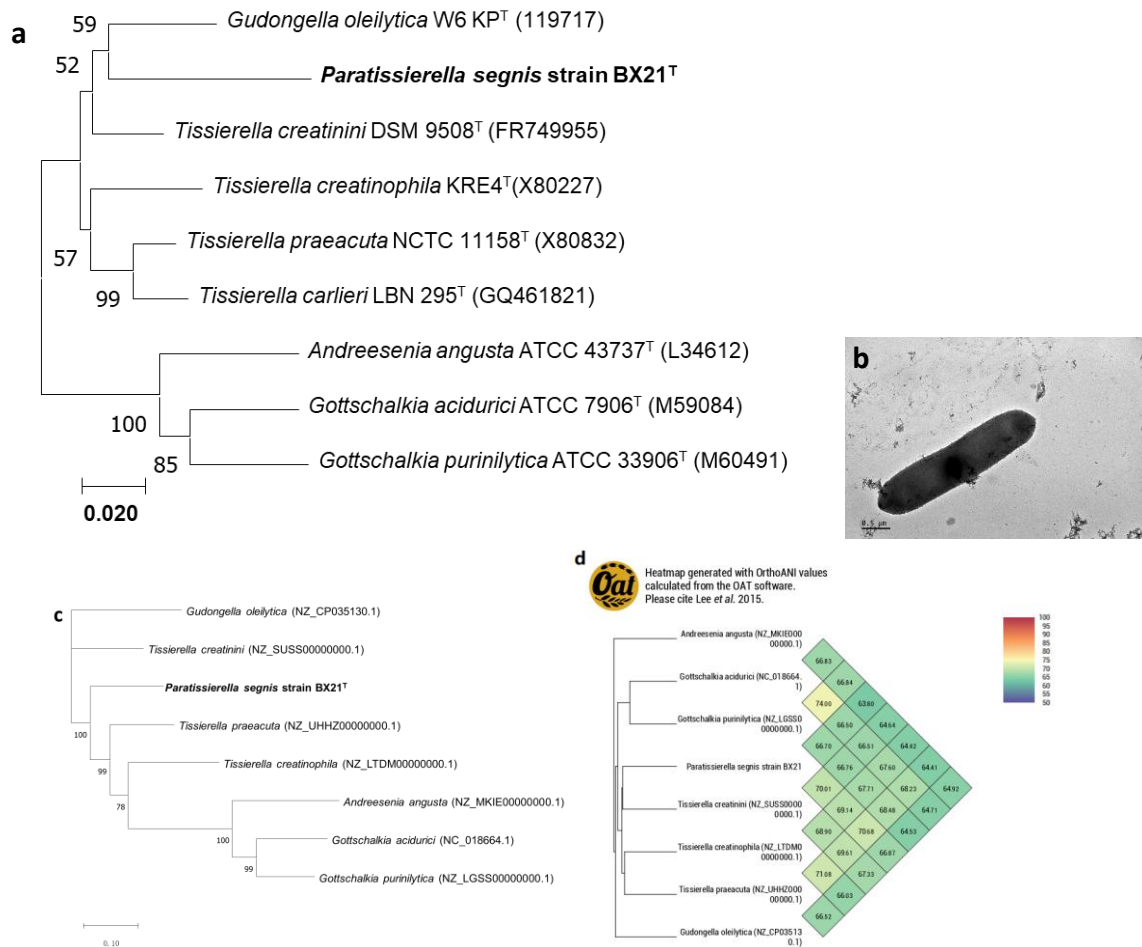 a
59
Gudongella oleilytica W6 KPᵀ (119717)
52
Paratissierella segnis strain BX21ᵀ
Tissierella creatinini DSM 9508ᵀ (FR749955)
Tissierella creatinophila KRE4ᵀ(X80227)
57
Tissierella praeacuta NCTC 11158ᵀ (X80832)
99
Tissierella carlieri LBN 295ᵀ (GQ461821)
Andreesenia angusta ATCC 43737ᵀ (L34612)
100
Gottschalkia acidurici ATCC 7906ᵀ (M59084)
85
Gottschalkia purinilytica ATCC 33906ᵀ (M60491)
0.020
b
0.5 µm
c
Gudongella oleilytica (NZ_CP035130.1)
Tissierella creatinini (NZ_SUSS00000000.1)
Paratissierella segnis strain BX21ᵀ
100
Tissierella praeacuta (NZ_UHHZ00000000.1)
99
Tissierella creatinophila (NZ_LTDM00000000.1)
78
Andreesenia angusta (NZ_MKIE00000000.1)
100
Gottschalkia acidurici (NC_018664.1)
99
Gottschalkia purinilytica (NZ_LGSS00000000.1)
0.10
d
Oat
Heatmap generated with OrthoANI values
calculated from the OAT software.
Please cite Lee et al. 2015.
100
95
90
85
80
75
70
65
60
55
50
Andreesenia angusta (NZ_MKIE000
00000.1)
Gottschalkia acidurici (NC_018664.
1)
Gottschalkia purinilytica (NZ_LGSS0
0000000.1)
Paratissierella segnis strain BX21
Tissierella creatinini (NZ_SUSS0000
0000.1)
Tissierella creatinophila (NZ_LTDM0
0000000.1)
Tissierella praeacuta (NZ_UHHZ000
00000.1)
Gudongella oleilytica (NZ_CP03513
0.1)
66.83
66.84
74.00 63.80
66.50 64.64
66.70 66.51 64.42
66.76 67.60 64.41
70.01 67.71 68.23 64.92
69.14 68.48 64.71
68.90 70.68 64.53
69.61 66.87
71.08 67.33
66.03
66.52